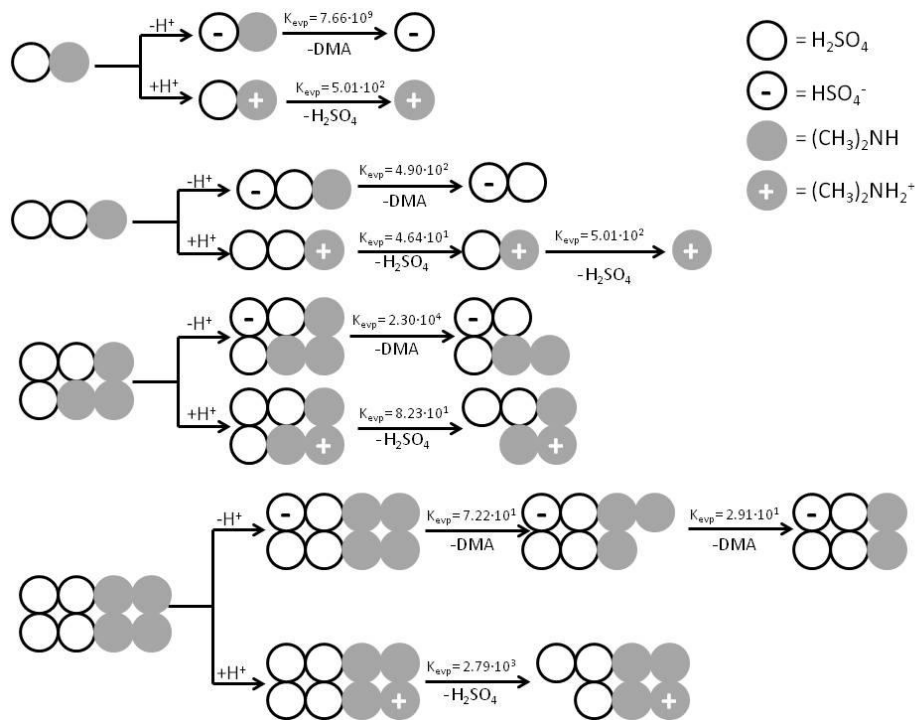 -H⁺
K_evp = 7.66·10⁹
-DMA
-
= H₂SO₄
+H⁺
K_evp = 5.01·10²
-H₂SO₄
+
+
-
= HSO₄⁻
= (CH₃)₂NH
+
= (CH₃)₂NH₂⁺
-H⁺
-
K_evp = 4.90·10²
-DMA
-
+H⁺
+
K_evp = 4.64·10¹
-H₂SO₄
+
K_evp = 5.01·10²
-H₂SO₄
+
-H⁺
-
K_evp = 2.30·10⁴
-DMA
-
+H⁺
+
K_evp = 8.23·10¹
-H₂SO₄
+
-H⁺
-
K_evp = 7.22·10¹
-DMA
-
K_evp = 2.91·10¹
-DMA
-
+H⁺
+
K_evp = 2.79·10³
-H₂SO₄
+